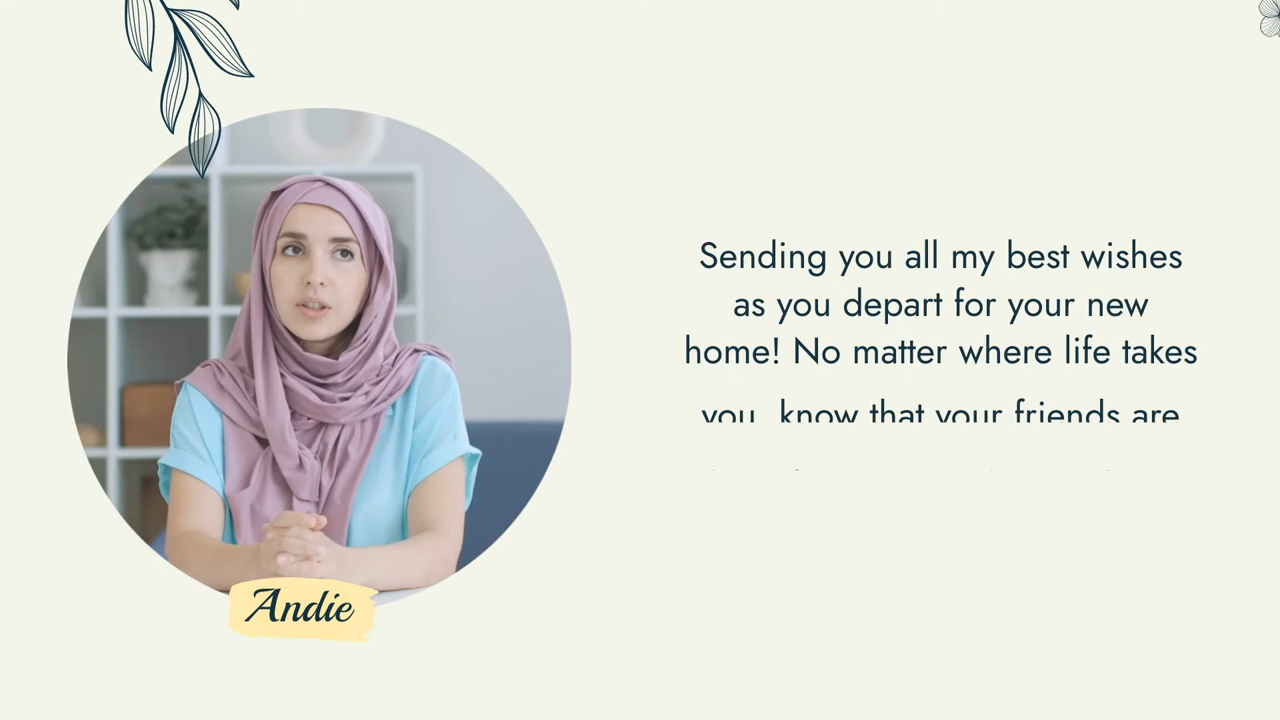 Sending you all my best wishes
as you depart for your new
home! No matter where life takes
you, know that your friends are
Andie